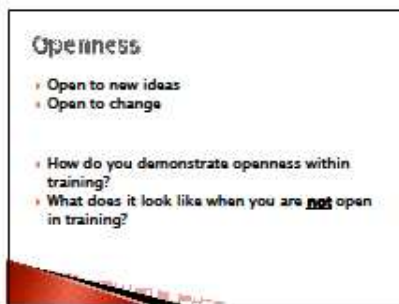 Openness
Open to new ideas
Open to change
How do you demonstrate openness within
training?
What does it look like when you are not open
in training?